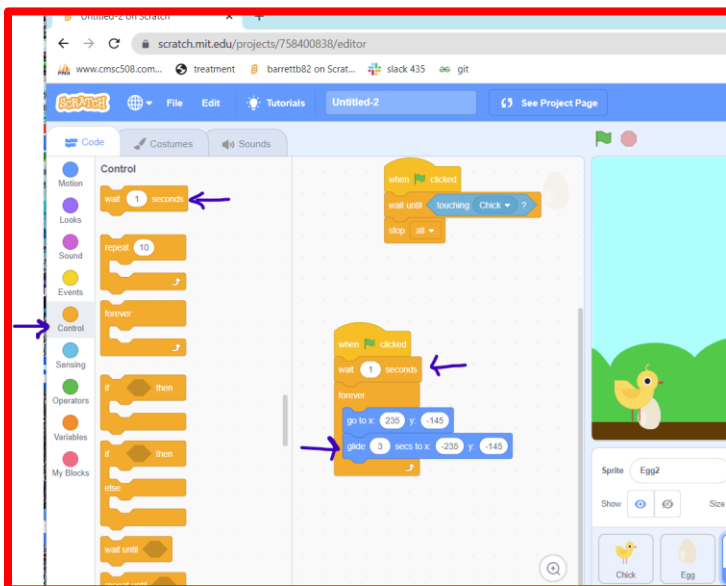 Untitled-2 on Scratch
scratch.mit.edu/projects/758400838/editor
www.cmsc508.com... treatment barrettb82 on Scrat... slack 435 git
SCRATCH File Edit Tutorials Untitled-2 See Project Page
Code Costumes Sounds
Motion
Looks
Sound
Events
Control
Sensing
Operators
Variables
My Blocks
Control
wait 1 seconds
repeat 10
forever
if then
if then
else
wait until
repeat until
when clicked
wait until touching Chick ?
stop all
when clicked
wait 1 seconds
forever
go to x: 235 y: -145
glide 3 secs to x: -235 y: -145
Sprite Egg2
Show Size
Chick Egg